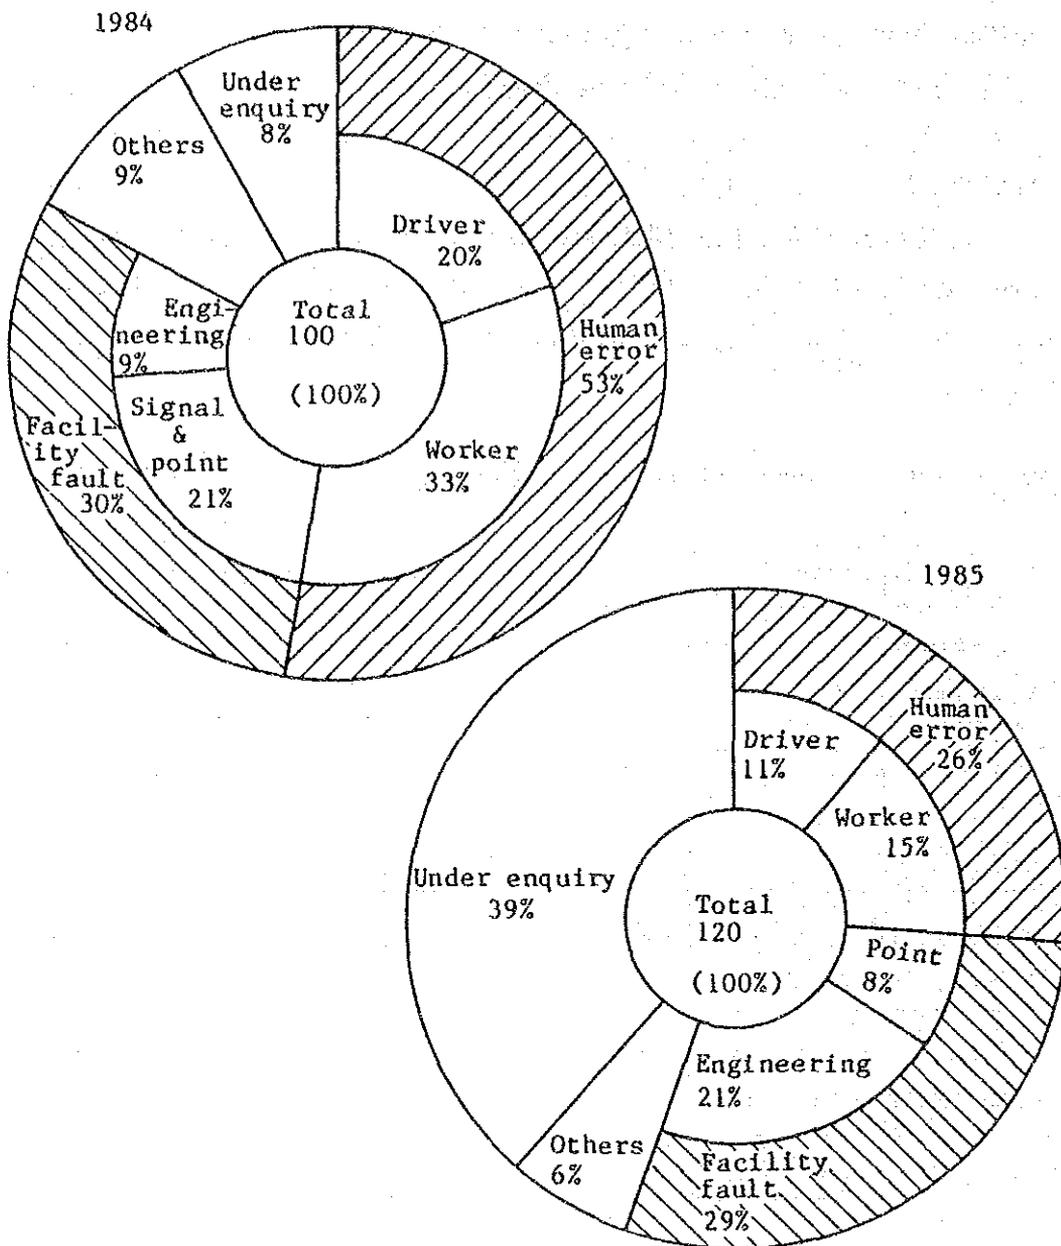 1984
Under
enquiry
8%
Others
9%
Driver
20%
Engi-
neering
9%
Total
100
(100%)
Human
error
53%
Signal
&
point
21%
Worker
33%
Facil-
ity
fault
30%
1985
Human
error
26%
Driver
11%
Worker
15%
Under enquiry
39%
Total
120
(100%)
Point
8%
Engineering
21%
Others
6%
Facility
fault
29%